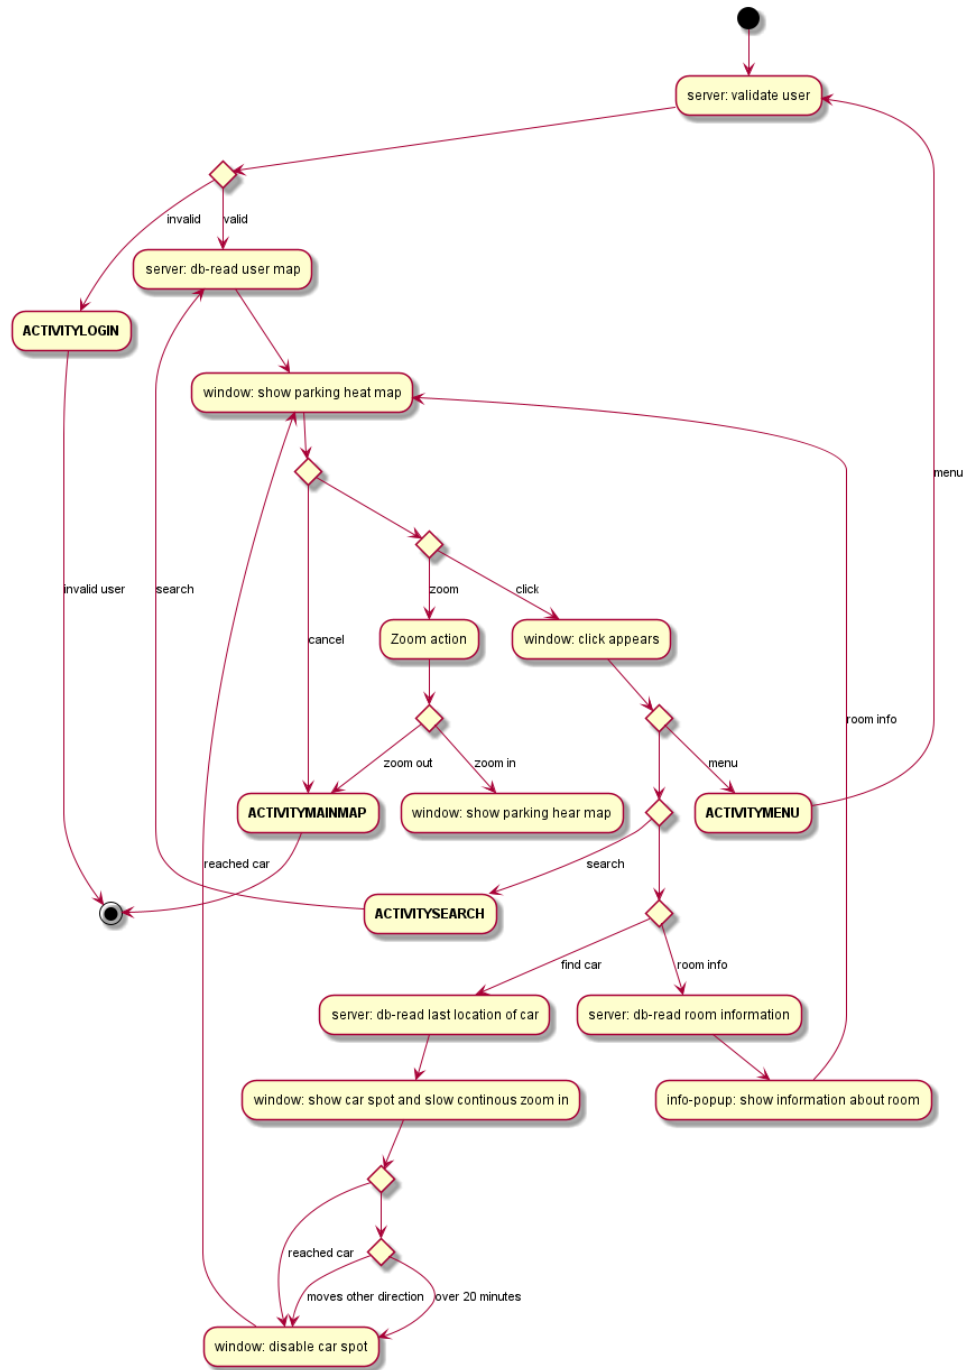 server: validate user
invalid
valid
server: db-read user map
ACTIVITYLOGIN
window: show parking heat map
menu
zoom
click
invalid user
search
cancel
Zoom action
window: click appears
room info
zoom out
zoom in
menu
ACTIVITYMAINMAP
window: show parking hear map
ACTIVITYMENU
reached car
search
ACTIVITYSEARCH
find car
room info
server: db-read last location of car
server: db-read room information
window: show car spot and slow continous zoom in
info-popup: show information about room
reached car
moves other direction
over 20 minutes
window: disable car spot